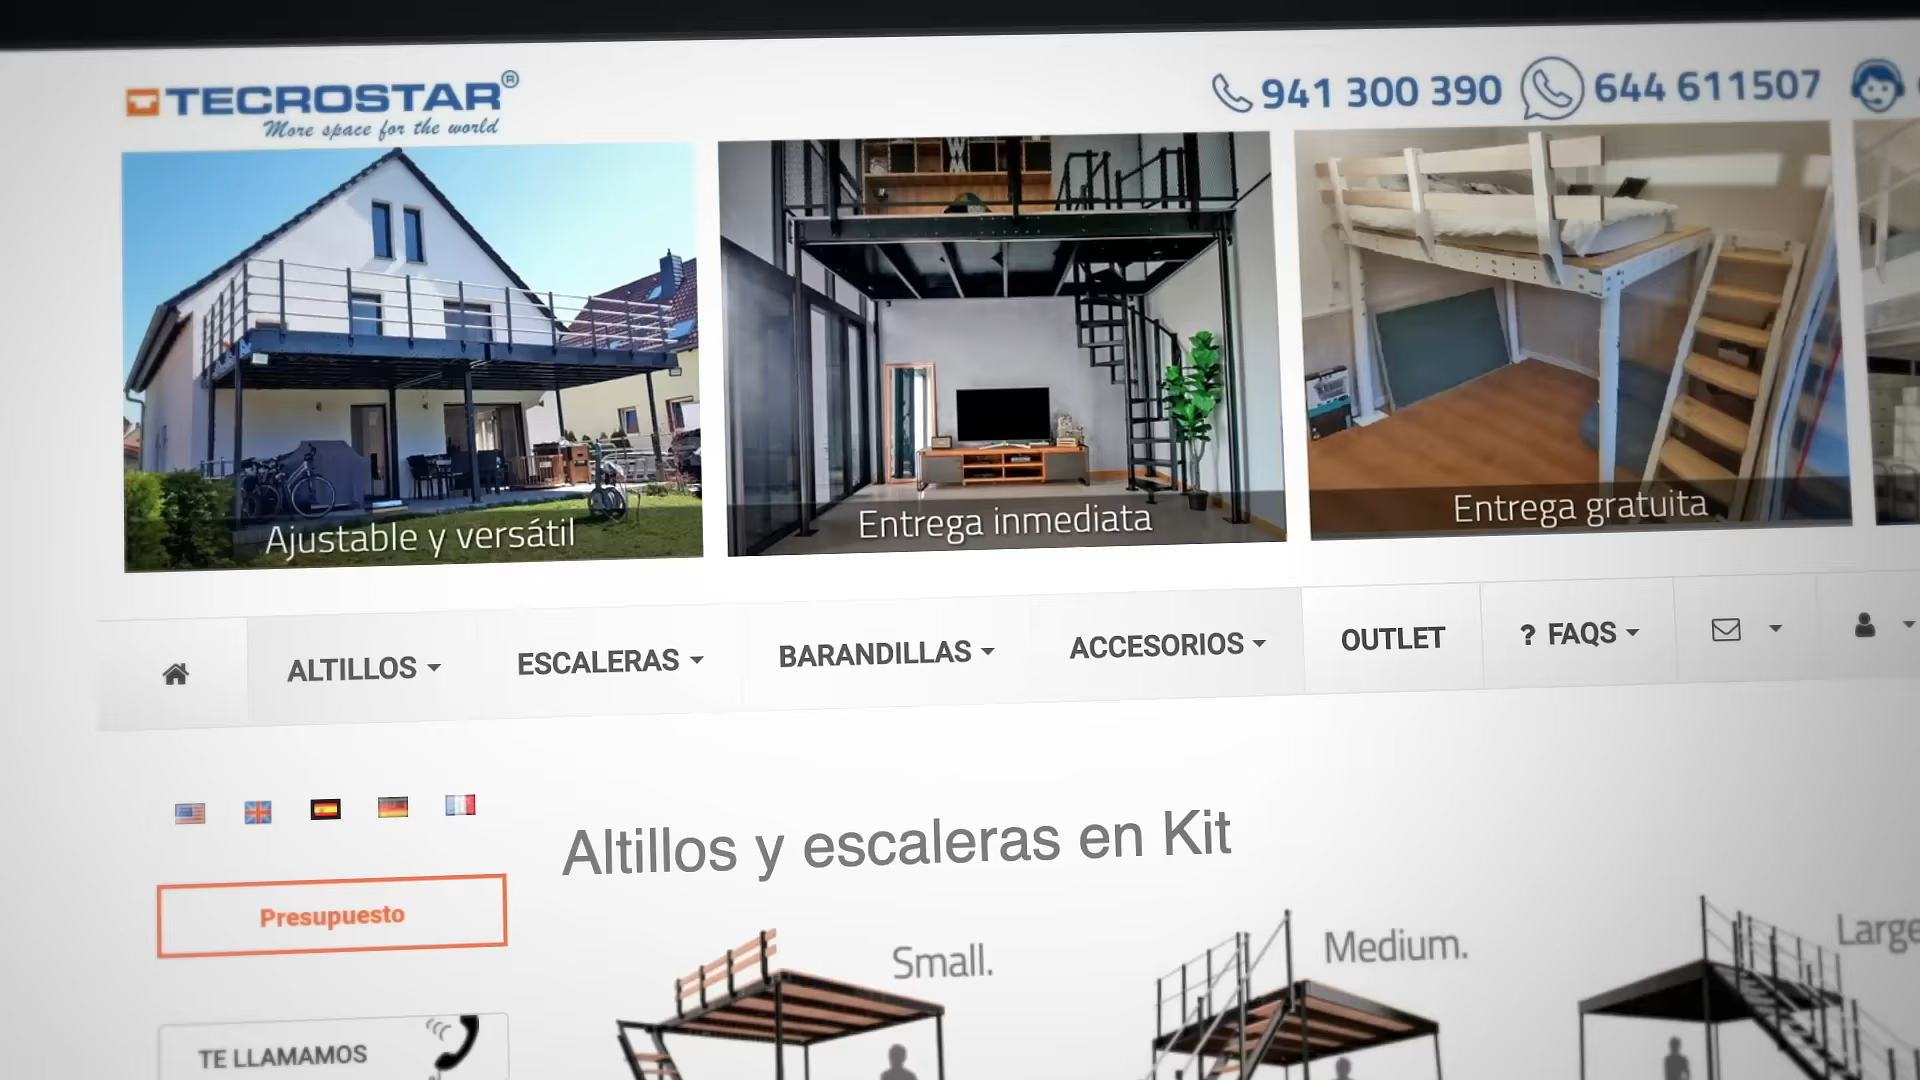 TECROSTAR®
More space for the world
941 300 390
644 611507
Ajustable y versátil
Entrega inmediata
Entrega gratuita
ALTILLOS
ESCALERAS
BARANDILLAS
ACCESORIOS
OUTLET
? FAQS
Altillos y escaleras en Kit
Presupuesto
Small.
Medium.
Large
TE LLAMAMOS